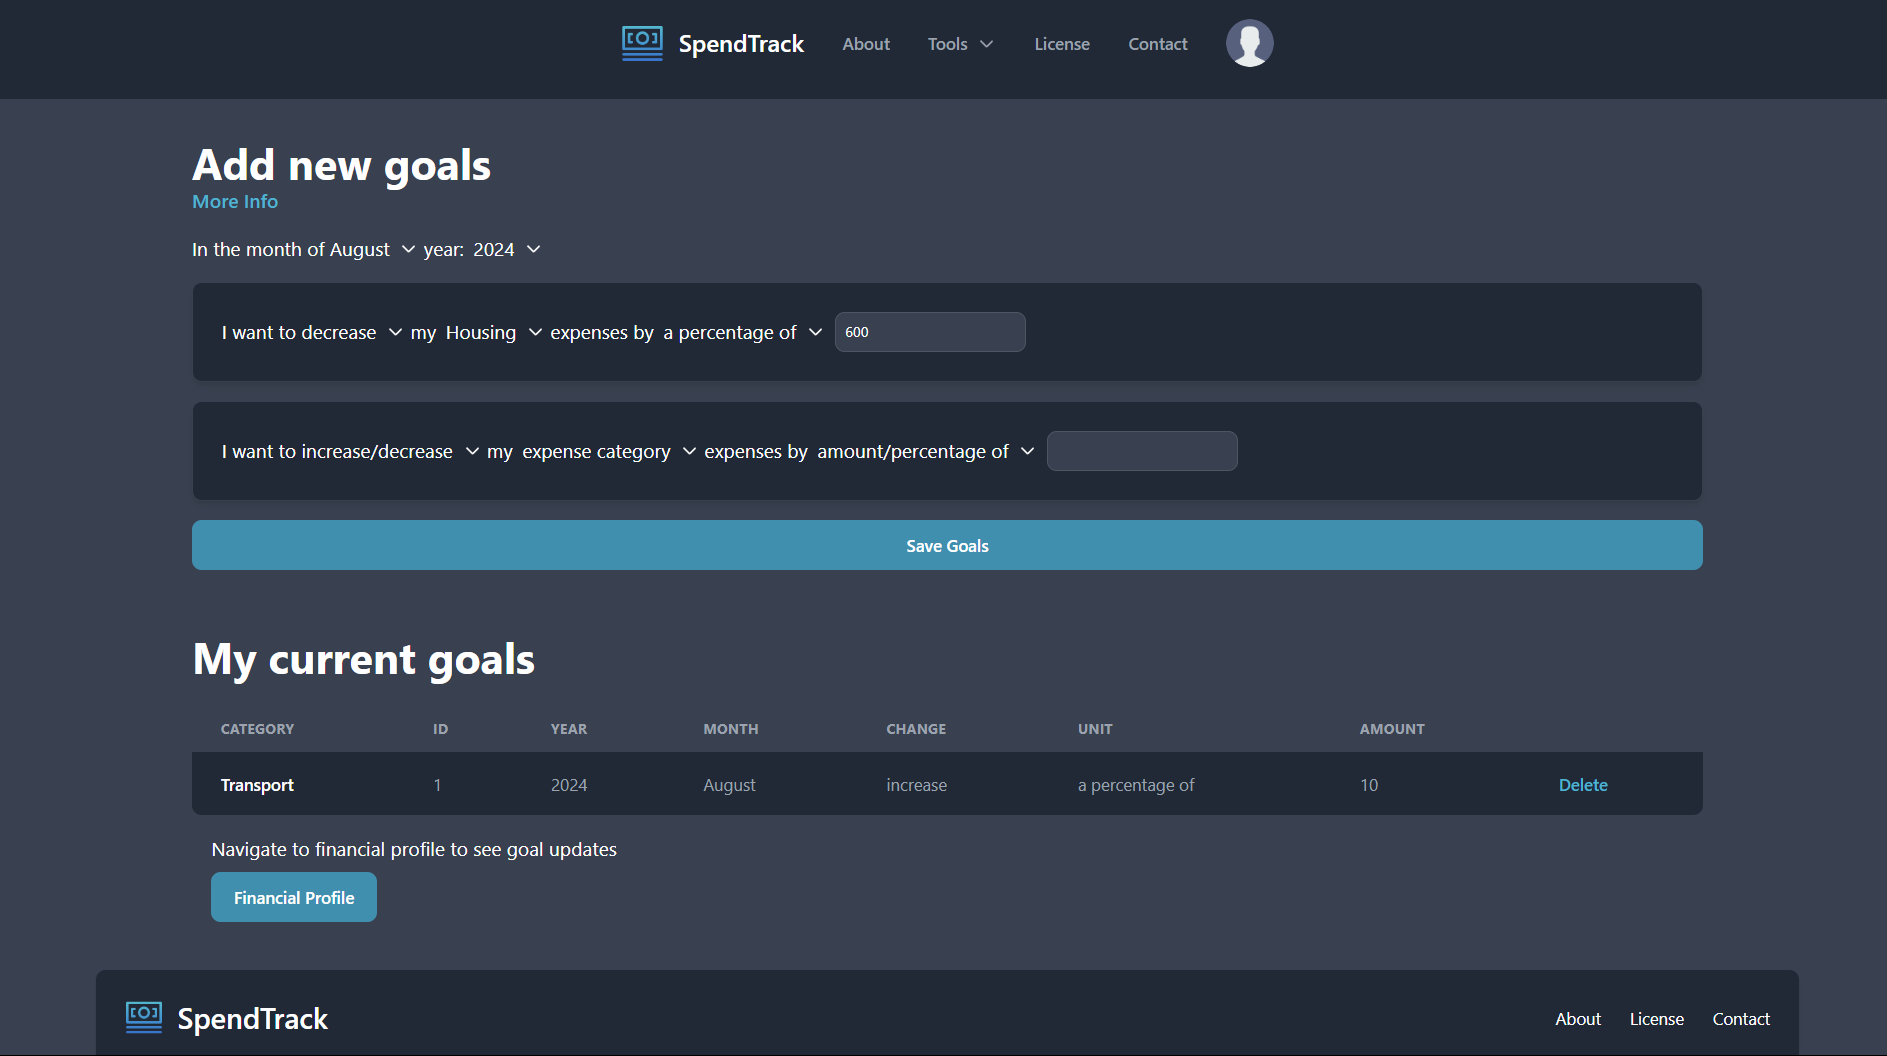 SpendTrack About Tools License Contact
Add new goals
More Info
In the month of August year: 2024
I want to decrease my Housing expenses by a percentage of 600
I want to increase/decrease my expense category expenses by amount/percentage of
Save Goals
My current goals
CATEGORY ID YEAR MONTH CHANGE UNIT AMOUNT
Transport 1 2024 August increase a percentage of 10 Delete
Navigate to financial profile to see goal updates
Financial Profile
SpendTrack About License Contact